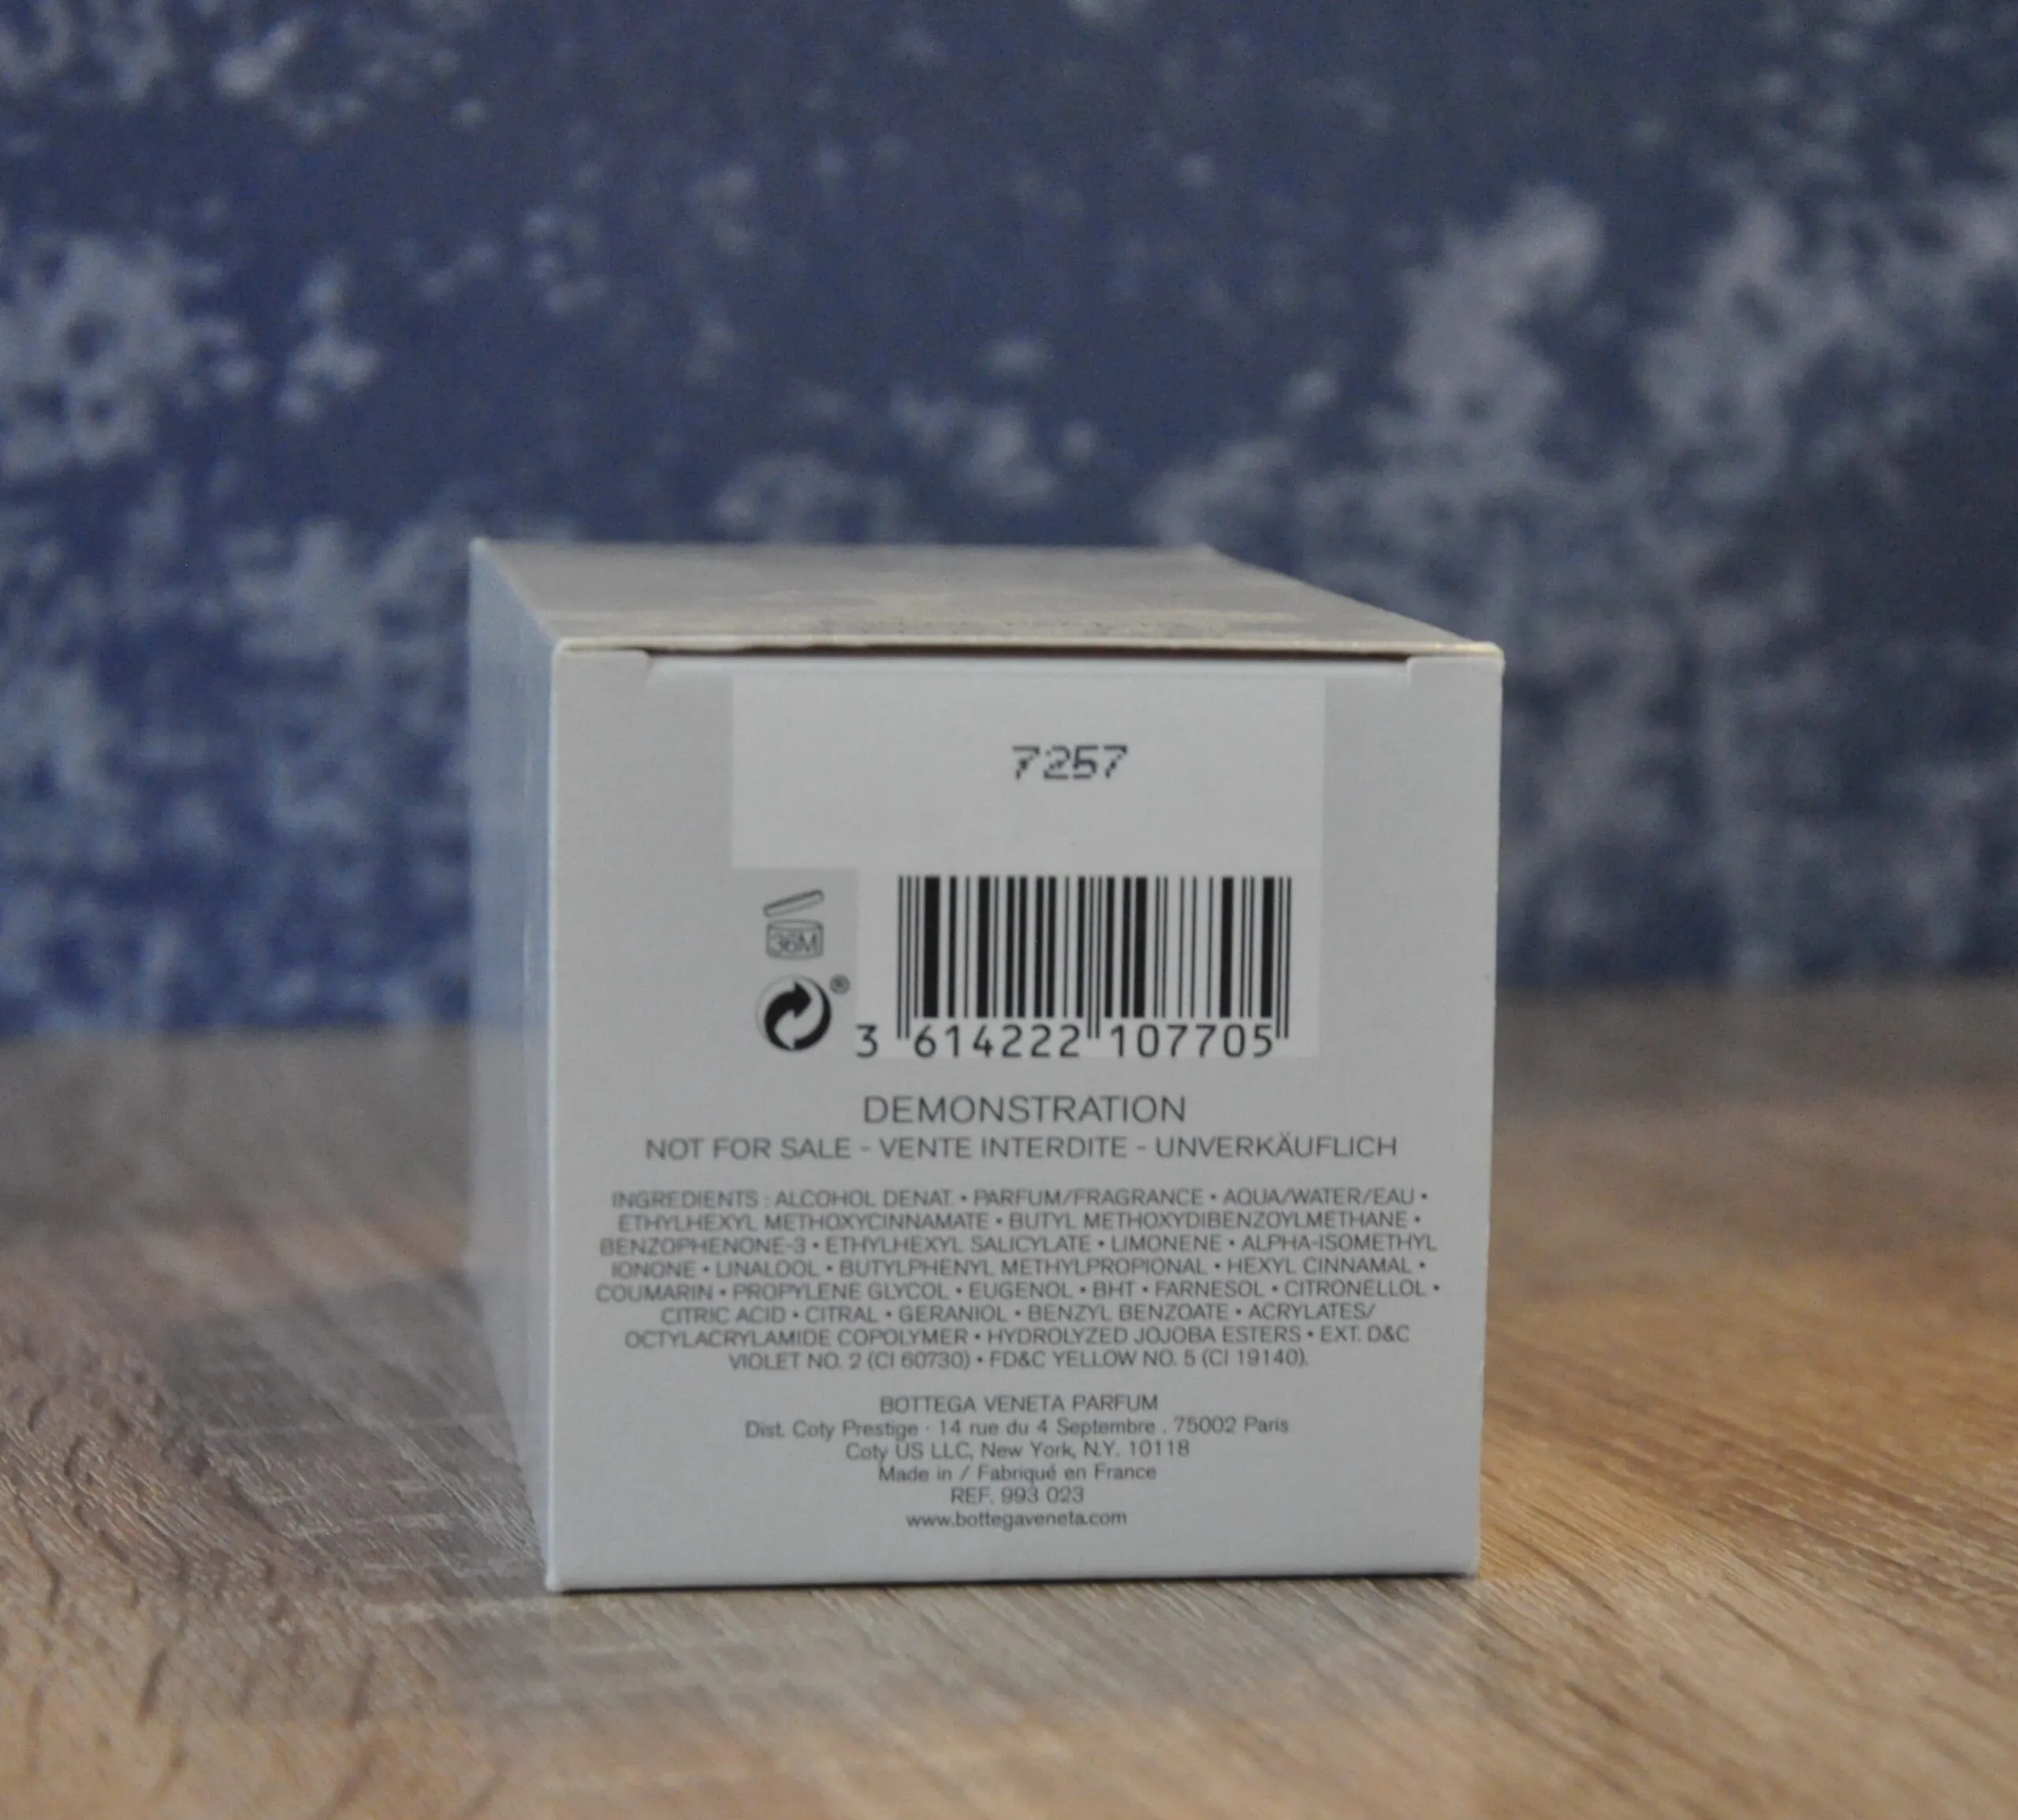 7257
36M
®
3 614222 107705
DEMONSTRATION
NOT FOR SALE - VENTE INTERDITE - UNVERKÄUFLICH
INGREDIENTS : ALCOHOL DENAT. • PARFUM/FRAGRANCE • AQUA/WATER/EAU •
ETHYLHEXYL METHOXYCINNAMATE • BUTYL METHOXYDIBENZOYLMETHANE •
BENZOPHENONE-3 • ETHYLHEXYL SALICYLATE • LIMONENE • ALPHA-ISOMETHYL
IONONE • LINALOOL • BUTYLPHENYL METHYLPROPIONAL • HEXYL CINNAMAL •
COUMARIN • PROPYLENE GLYCOL • EUGENOL • BHT • FARNESOL • CITRONELLOL •
CITRIC ACID • CITRAL • GERANIOL • BENZYL BENZOATE • ACRYLATES/
OCTYLACRYLAMIDE COPOLYMER • HYDROLYZED JOJOBA ESTERS • EXT. D&C
VIOLET NO. 2 (CI 60730) • FD&C YELLOW NO. 5 (CI 19140).
BOTTEGA VENETA PARFUM
Dist. Coty Prestige · 14 rue du 4 Septembre . 75002 Paris
Coty US LLC, New York, N.Y. 10118
Made in / Fabriqué en France
REF. 993 023
www.bottegaveneta.com